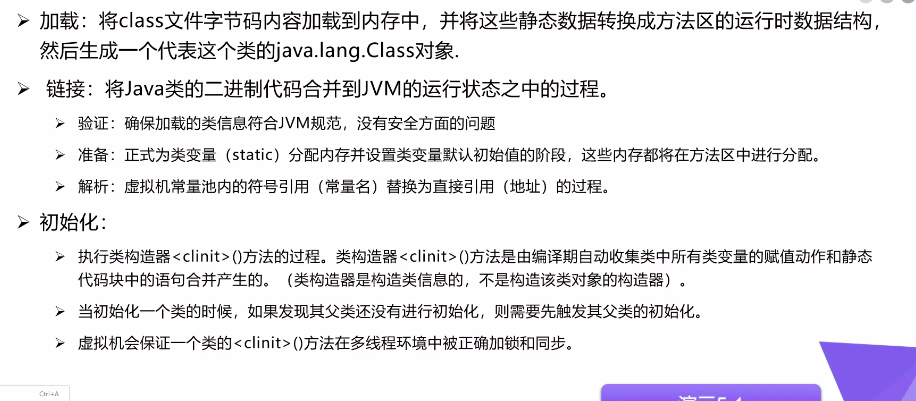 加载：将class文件字节码内容加载到内存中，并将这些静态数据转换成方法区的运行时数据结构，
然后生成一个代表这个类的java.lang.Class对象.
链接：将Java类的二进制代码合并到JVM的运行状态之中的过程。
验证：确保加载的类信息符合JVM规范，没有安全方面的问题
准备：正式为类变量（static）分配内存并设置类变量默认初始值的阶段，这些内存都将在方法区中进行分配。
解析：虚拟机常量池内的符号引用（常量名）替换为直接引用（地址）的过程。
初始化：
执行类构造器<clinit>()方法的过程。类构造器<clinit>()方法是由编译期自动收集类中所有类变量的赋值动作和静态
代码块中的语句合并产生的。（类构造器是构造类信息的，不是构造该类对象的构造器）。
当初始化一个类的时候，如果发现其父类还没有进行初始化，则需要先触发其父类的初始化。
虚拟机会保证一个类的<clinit>()方法在多线程环境中被正确加锁和同步。
Ctrl+A